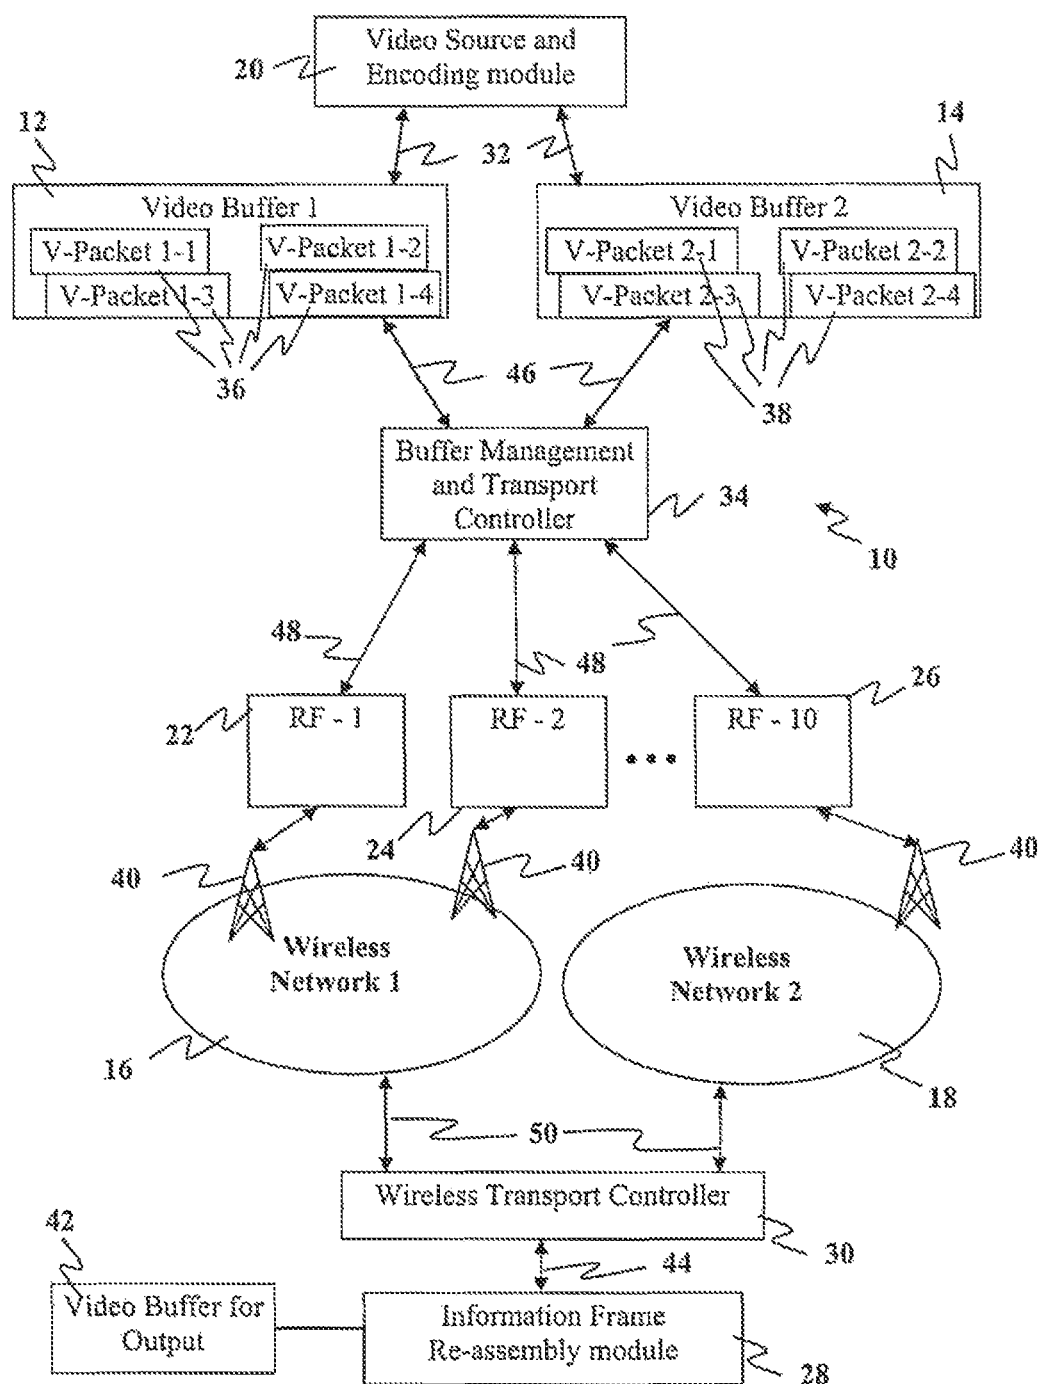 Video Source and
Encoding module
20
12
14
32
Video Buffer 1
V-Packet 1-1
V-Packet 1-2
V-Packet 1-3
V-Packet 1-4
Video Buffer 2
V-Packet 2-1
V-Packet 2-2
V-Packet 2-3
V-Packet 2-4
36
46
38
Buffer Management
and Transport
Controller
34
10
48
48
26
22
RF - 1
RF - 2
RF - 10
24
40
40
40
Wireless
Network 1
Wireless
Network 2
16
18
50
Wireless Transport Controller
30
42
44
Video Buffer for
Output
Information Frame
Re-assembly module
28